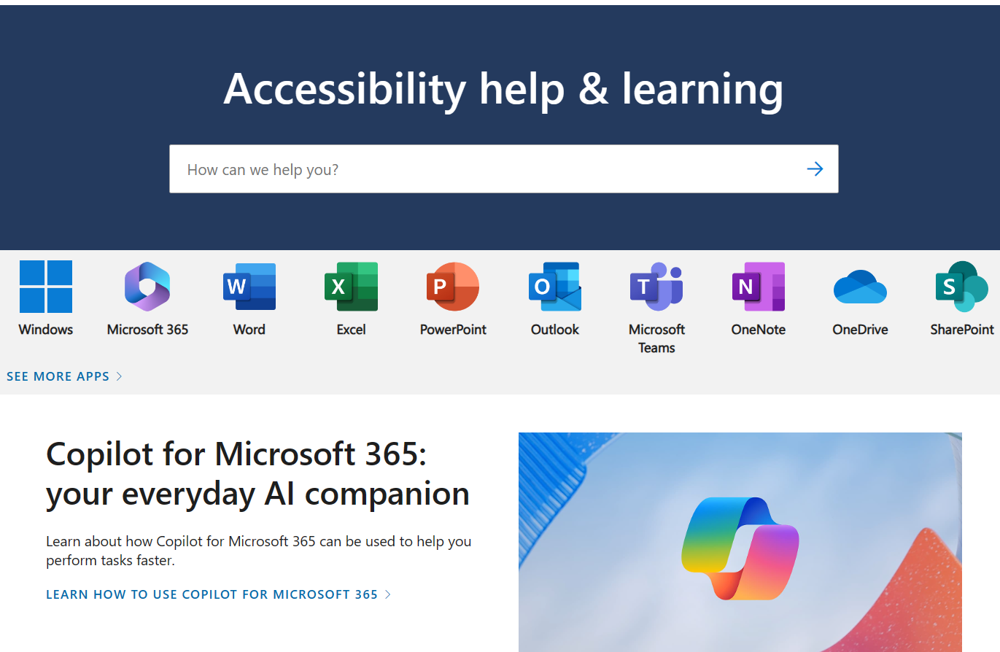 Accessibility help & learning
How can we help you?
W
X
P
O
T
N
S
Windows
Microsoft 365
Word
Excel
PowerPoint
Outlook
Microsoft
Teams
OneNote
OneDrive
SharePoint
SEE MORE APPS
Copilot for Microsoft 365:
your everyday AI companion
Learn about how Copilot for Microsoft 365 can be used to help you
perform tasks faster.
LEARN HOW TO USE COPILOT FOR MICROSOFT 365